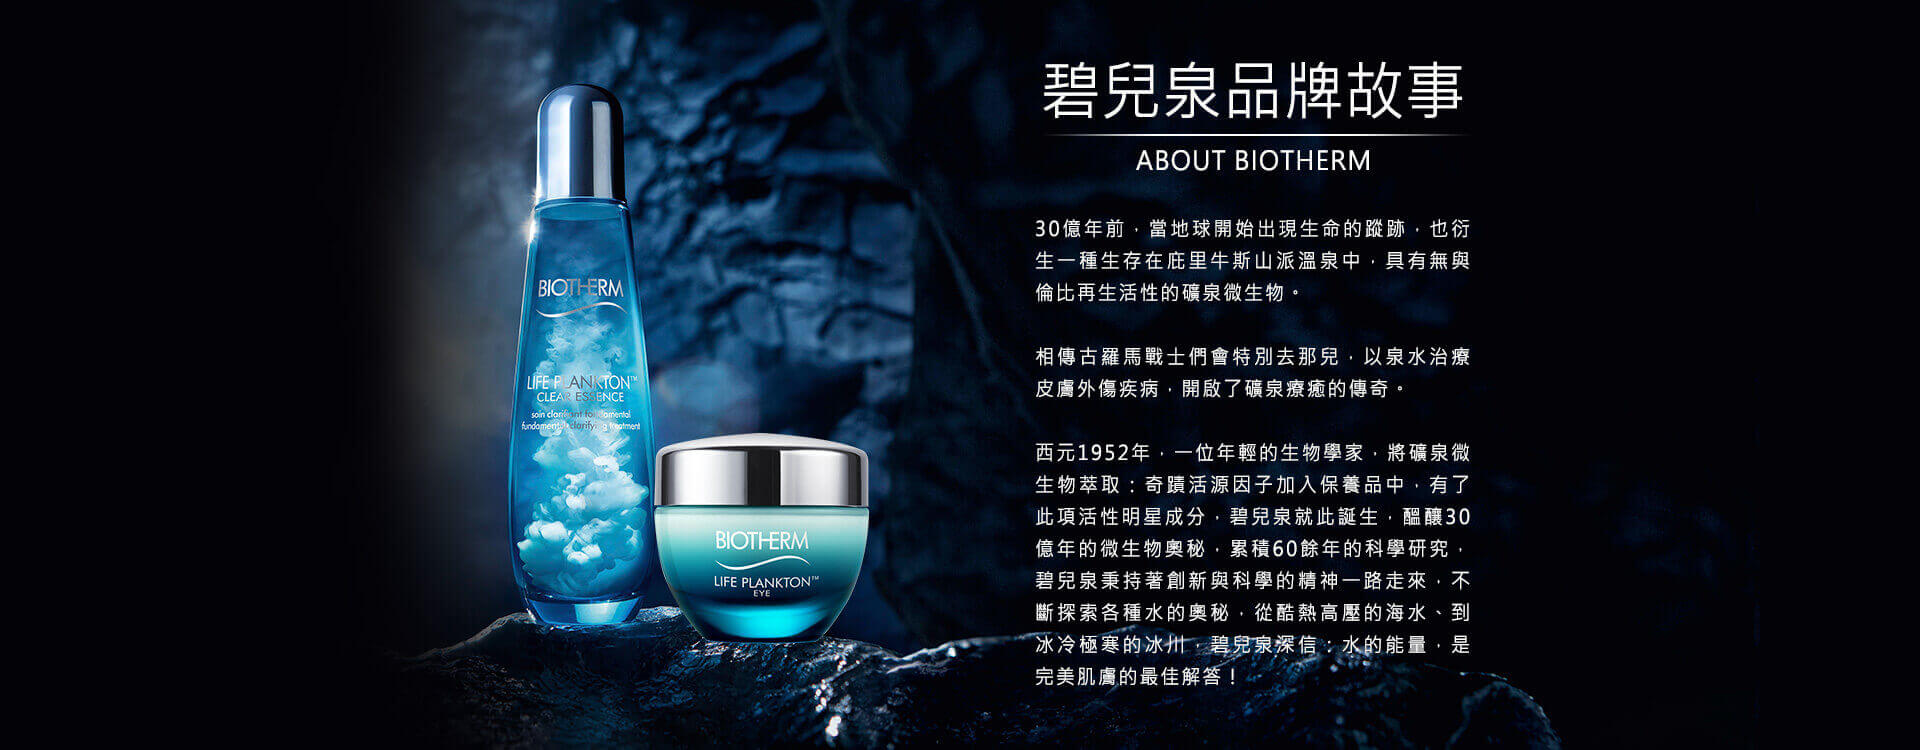 碧兒泉品牌故事
ABOUT BIOTHERM
30億年前，當地球開始出現生命的蹤跡，也衍
生一種生存在庇里牛斯山派溫泉中，具有無與
倫比再生活性的礦泉微生物。
相傳古羅馬戰士們會特別去那兒，以泉水治療
皮膚外傷疾病，開啟了礦泉療癒的傳奇。
西元1952年，一位年輕的生物學家，將礦泉微
生物萃取：奇蹟活源因子加入保養品中，有了
此項活性明星成分，碧兒泉就此誕生，醞釀30
億年的微生物奧秘，累積60餘年的科學研究，
碧兒泉秉持著創新與科學的精神一路走來，不
斷探索各種水的奧秘，從酷熱高壓的海水、到
冰冷極寒的冰川，碧兒泉深信：水的能量，是
完美肌膚的最佳解答！
BIOTHERM
LIFE PLANKTON™
CLEAR ESSENCE
soin clarifiant fondamental
fundamental clarifying treatment
BIOTHERM
LIFE PLANKTON™
EYE